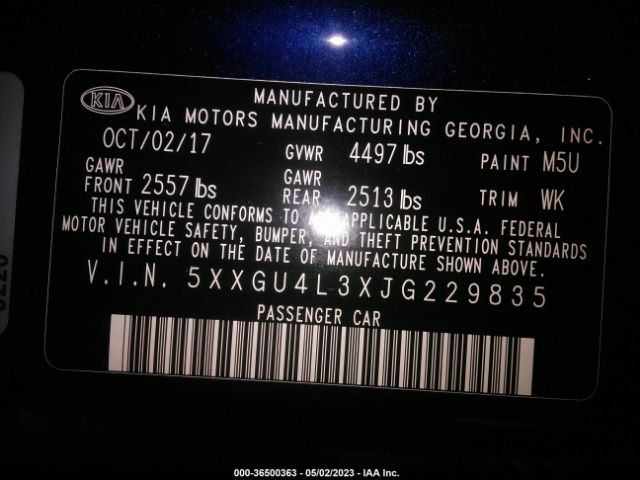 KIA
MANUFACTURED BY
KIA MOTORS MANUFACTURING GEORGIA, INC.
OCT/02/17 GVWR 4497 lbs PAINT M5U
GAWR FRONT 2557 lbs GAWR REAR 2513 lbs TRIM WK
THIS VEHICLE CONFORMS TO ALL APPLICABLE U.S.A. FEDERAL
MOTOR VEHICLE SAFETY, BUMPER, AND THEFT PREVENTION STANDARDS
IN EFFECT ON THE DATE OF MANUFACTURE SHOWN ABOVE.
V.I.N. 5XXGU4L3XJG229835
PASSENGER CAR
000-36500363 - 05/02/2023 - IAA Inc.